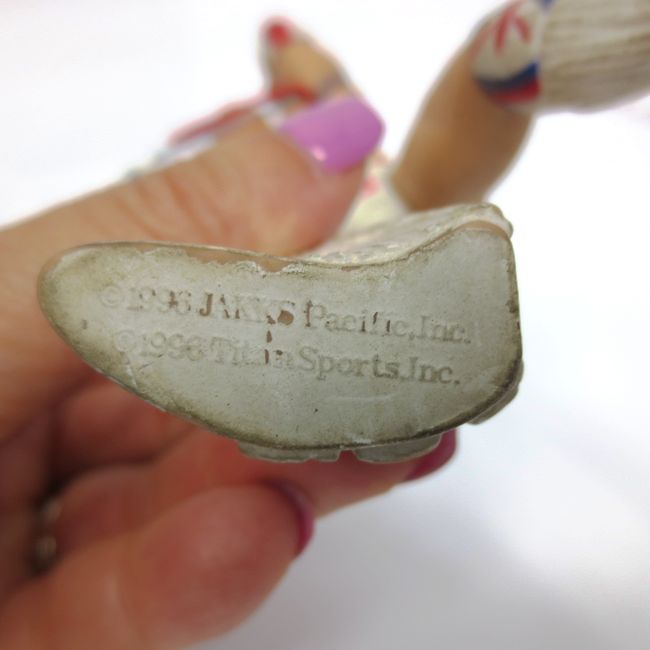 ©1996 JAKKS Pacific, Inc.
©1996 Titan Sports, Inc.